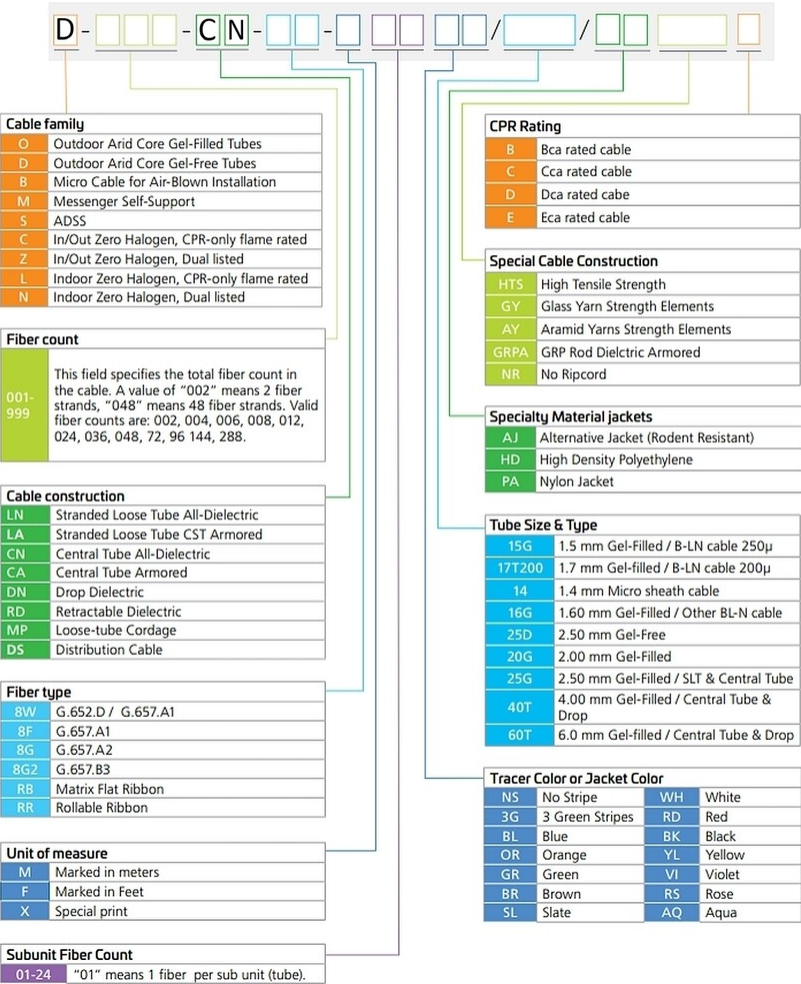 D - - CN - - / /
Cable family
O Outdoor Arid Core Gel-Filled Tubes
D Outdoor Arid Core Gel-Free Tubes
B Micro Cable for Air-Blown Installation
M Messenger Self-Support
S ADSS
C In/Out Zero Halogen, CPR-only flame rated
Z In/Out Zero Halogen, Dual listed
L Indoor Zero Halogen, CPR-only flame rated
N Indoor Zero Halogen, Dual listed
Fiber count
001-
999
This field specifies the total fiber count in
the cable. A value of “002” means 2 fiber
strands, “048” means 48 fiber strands. Valid
fiber counts are: 002, 004, 006, 008, 012,
024, 036, 048, 72, 96 144, 288.
Cable construction
LN Stranded Loose Tube All-Dielectric
LA Stranded Loose Tube CST Armored
CN Central Tube All-Dielectric
CA Central Tube Armored
DN Drop Dielectric
RD Retractable Dielectric
MP Loose-tube Cordage
DS Distribution Cable
Fiber type
8W G.652.D / G.657.A1
8F G.657.A1
8G G.657.A2
8G2 G.657.B3
RB Matrix Flat Ribbon
RR Rollable Ribbon
Unit of measure
M Marked in meters
F Marked in Feet
X Special print
Subunit Fiber Count
01-24 “01” means 1 fiber per sub unit (tube).
CPR Rating
B Bca rated cable
C Cca rated cable
D Dca rated cabe
E Eca rated cable
Special Cable Construction
HTS High Tensile Strength
GY Glass Yarn Strength Elements
AY Aramid Yarns Strength Elements
GRPA GRP Rod Dielctric Armored
NR No Ripcord
Specialty Material jackets
AJ Alternative Jacket (Rodent Resistant)
HD High Density Polyethylene
PA Nylon Jacket
Tube Size & Type
15G 1.5 mm Gel-Filled / B-LN cable 250µ
17T200 1.7 mm Gel-filled / B-LN cable 200µ
14 1.4 mm Micro sheath cable
16G 1.60 mm Gel-Filled / Other BL-N cable
25D 2.50 mm Gel-Free
20G 2.00 mm Gel-Filled
25G 2.50 mm Gel-Filled / SLT & Central Tube
40T 4.00 mm Gel-Filled / Central Tube &
Drop
60T 6.0 mm Gel-filled / Central Tube & Drop
Tracer Color or Jacket Color
NS No Stripe WH White
3G 3 Green Stripes RD Red
BL Blue BK Black
OR Orange YL Yellow
GR Green VI Violet
BR Brown RS Rose
SL Slate AQ Aqua